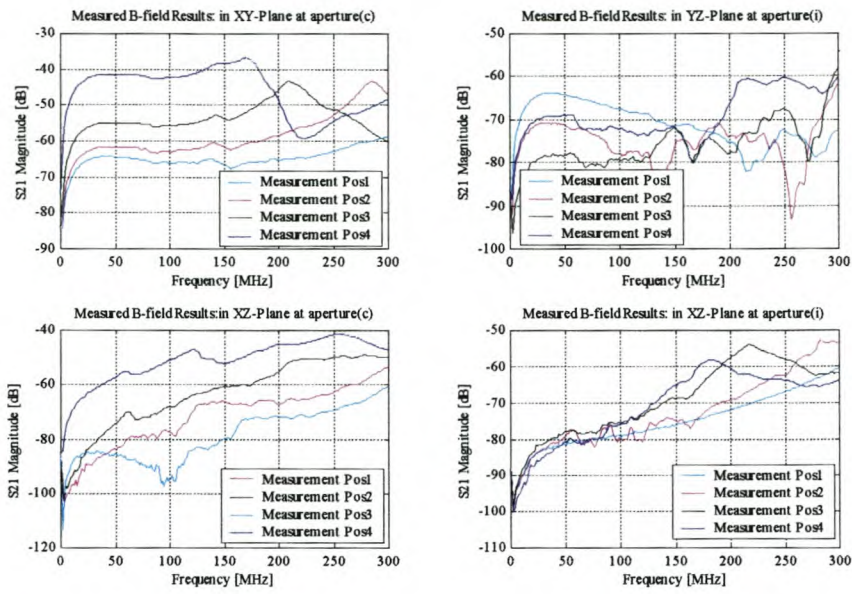 Measured B-field Results: in XY-Plane at aperture(c)
-30
-40
-50
-60
-70
-80
-90
S21 Magnitude [dB]
0 50 100 150 200 250 300
Frequency [MHz]
Measurement Pos1
Measurement Pos2
Measurement Pos3
Measurement Pos4
Measured B-field Results: in YZ-Plane at aperture(i)
-50
-60
-70
-80
-90
-100
S21 Magnitude [dB]
0 50 100 150 200 250 300
Frequency [MHz]
Measurement Pos1
Measurement Pos2
Measurement Pos3
Measurement Pos4
Measured B-field Results:in XZ-Plane at aperture(c)
-40
-60
-80
-100
-120
S21 Magnitude [dB]
0 50 100 150 200 250 300
Frequency [MHz]
Measurement Pos1
Measurement Pos2
Measurement Pos3
Measurement Pos4
Measured B-field Results: in XZ-Plane at aperture(i)
-50
-60
-70
-80
-90
-100
-110
S21 Magnitude [dB]
0 50 100 150 200 250 300
Frequency [MHz]
Measurement Pos1
Measurement Pos2
Measurement Pos3
Measurement Pos4